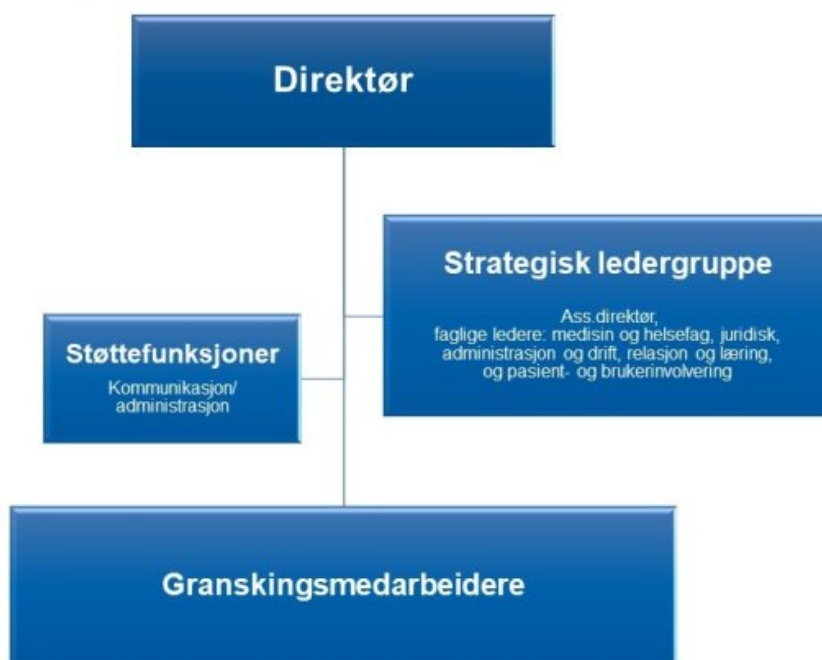 Direktør
Strategisk ledergruppe
Ass.direktør,
faglige ledere: medisin og helsefag, juridisk,
administrasjon og drift, relasjon og læring,
og pasient- og brukerinvolvering
Støttefunksjoner
Kommunikasjon/
administrasjon
Granskingsmedarbeidere